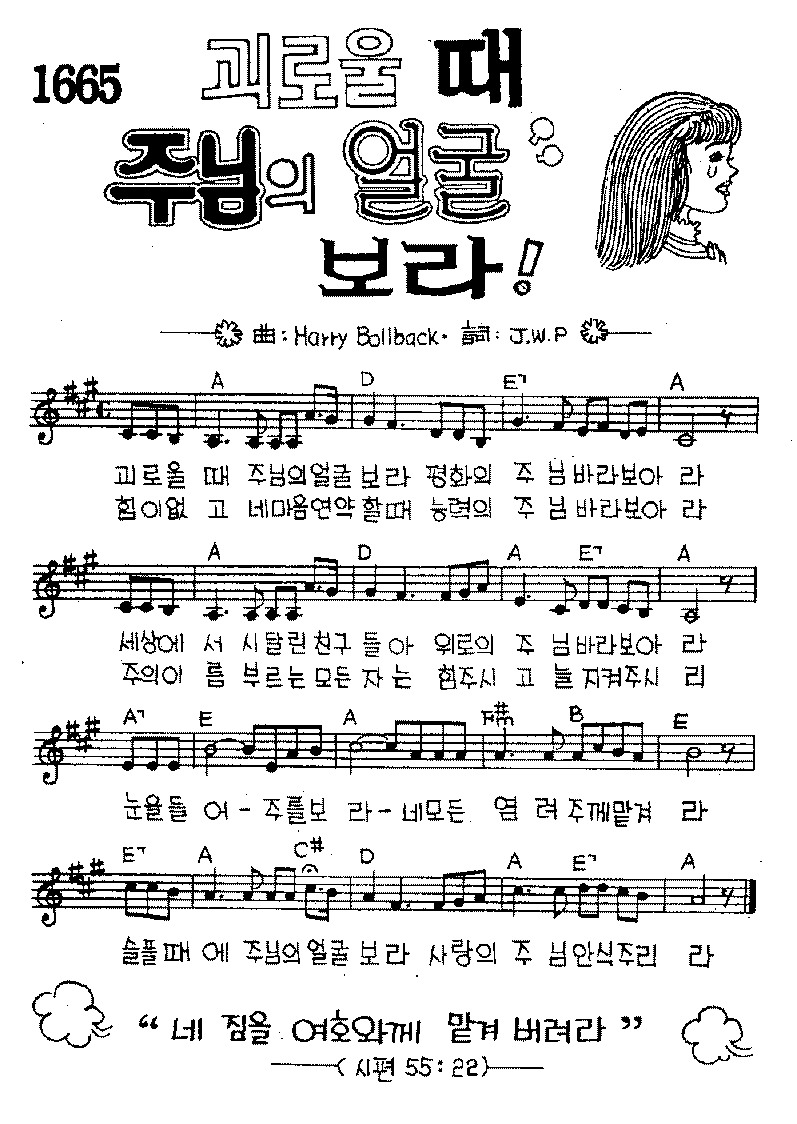 1665
괴로울 때
주님의 얼굴
보라!
曲: Harry Bollback · 詞: J.W.P
A D E7 A
괴로울 때 주님의얼굴 보라 평화의 주 님바라보아 라
힘이없 고 네마음연약할때 능력의 주 님바라보아 라
A D A E7 A
세상에 서 시달린친구 들아 위로의 주 님바라보아 라
주의이 름 부르는모든 자는 힘주시 고 늘 지켜주시 리
A7 E A F#m B E
눈을들 어- 주를보 라-네모든 염 려 주께맡겨 라
E7 A C# D A E7 A
슬플때 에 주님의얼굴 보라 사랑의 주 님안식주리 라
“ 네 짐을 여호와께 맡겨 버려라 ”
(시편 55:22)